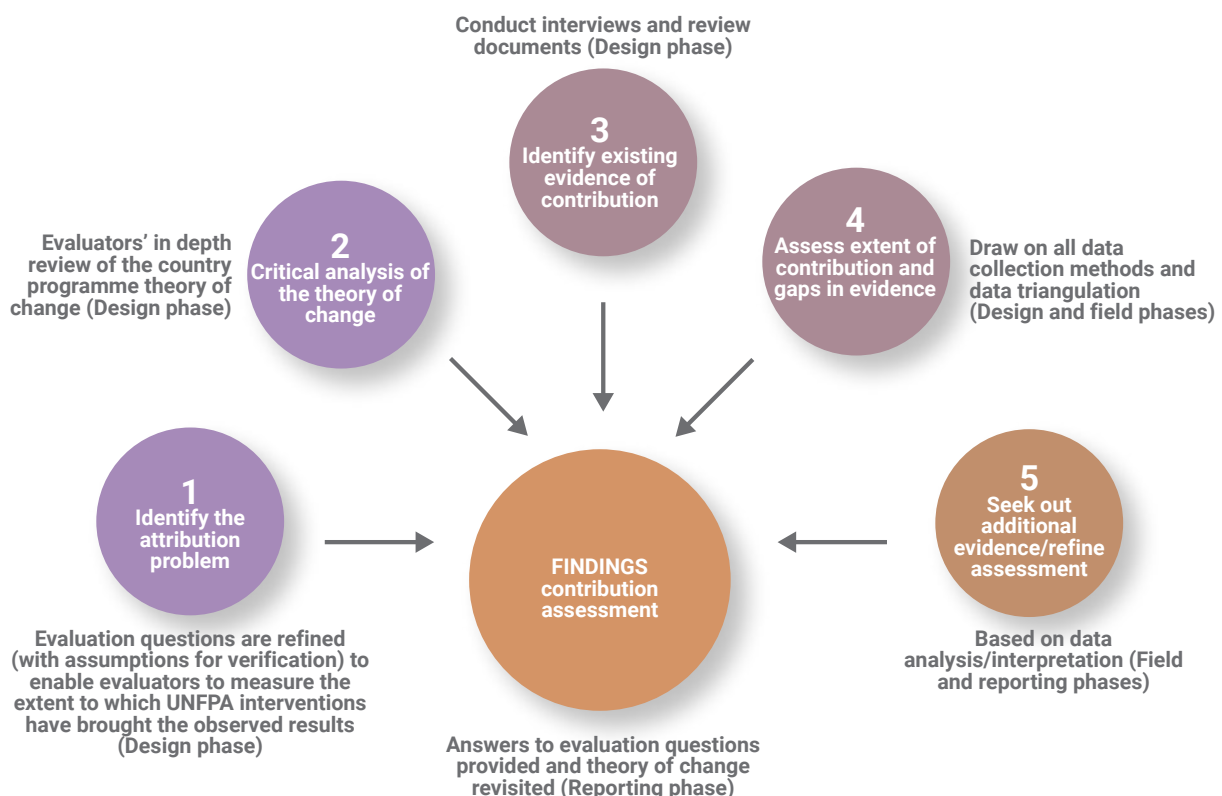 Conduct interviews and review
documents (Design phase)
3
Identify existing
evidence of
contribution
2
Critical analysis of
the theory of
change
Evaluators’ in depth
review of the country
programme theory of
change (Design phase)
4
Assess extent of
contribution and
gaps in evidence
Draw on all data
collection methods and
data triangulation
(Design and field phases)
1
Identify the
attribution
problem
Evaluation questions are refined
(with assumptions for verification) to
enable evaluators to measure the
extent to which UNFPA interventions
have brought the observed results
(Design phase)
FINDINGS
contribution
assessment
Answers to evaluation questions
provided and theory of change
revisited (Reporting phase)
5
Seek out
additional
evidence/refine
assessment
Based on data
analysis/interpretation (Field
and reporting phases)